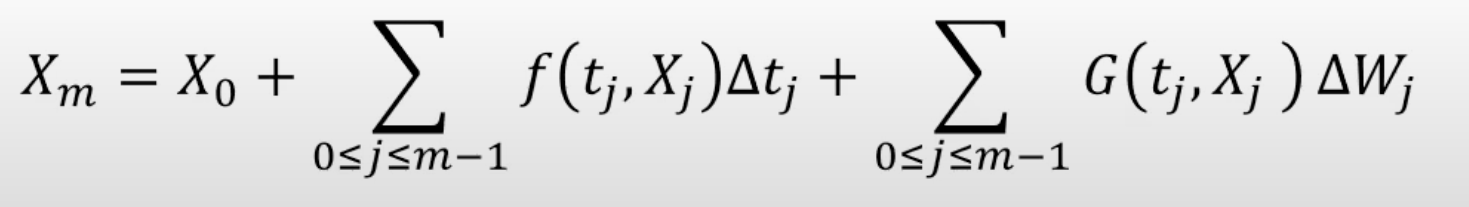 X_m = X_0 + ∑_{0≤j≤m−1} f(t_j, X_j)Δt_j + ∑_{0≤j≤m−1} G(t_j, X_j) ΔW_j